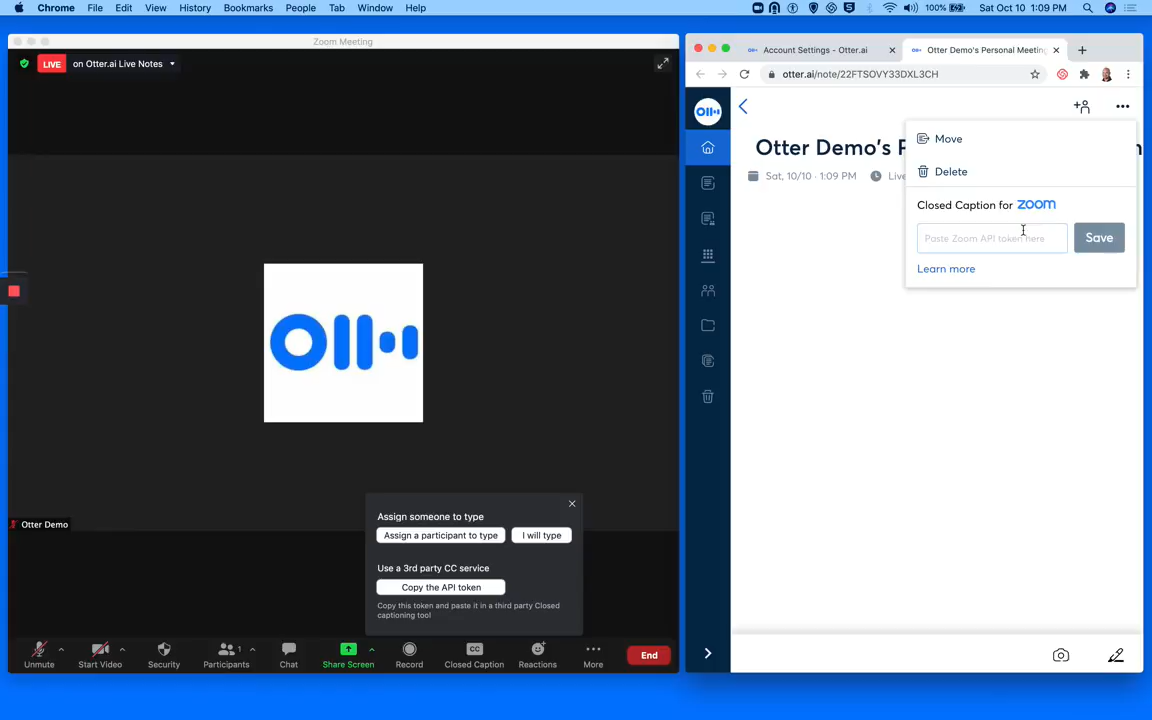 Chrome File Edit View History Bookmarks People Tab Window Help
100% Sat Oct 10 1:09 PM
Zoom Meeting
LIVE on Otter.ai Live Notes
Otter Demo
Assign someone to type
Assign a participant to type
I will type
Use a 3rd party CC service
Copy the API token
Copy this token and paste it in a third party Closed
captioning tool
Unmute
Start Video
Security
1
Participants
Chat
Share Screen
Record
CC
Closed Caption
Reactions
More
End
Account Settings - Otter.ai
Otter Demo's Personal Meeting
otter.ai/note/22FTSOVY33DXL3CH
Otter Demo's P
Sat, 10/10 · 1:09 PM
Live
Move
Delete
Closed Caption for zoom
Paste Zoom API token here
Save
Learn more